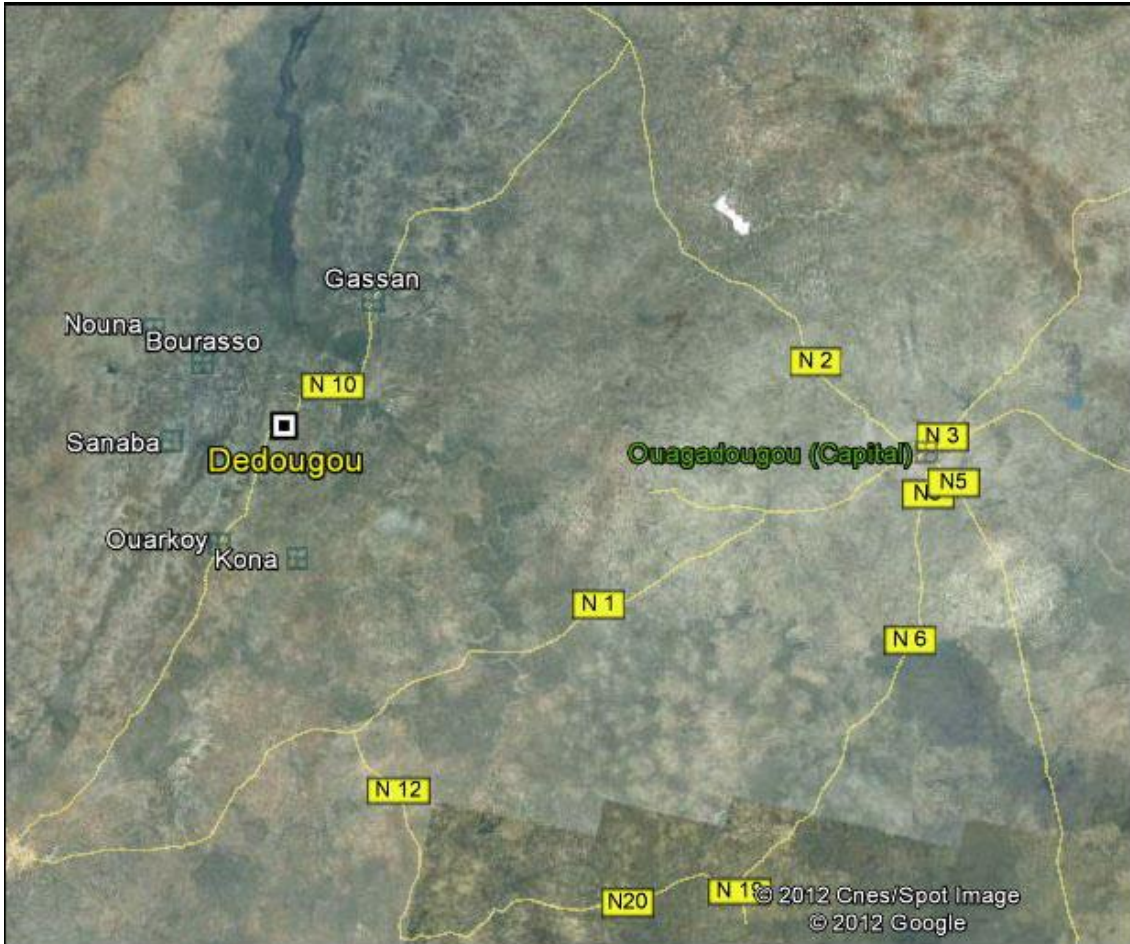 Gassan
Nouna
Bourasso
N 10
N 2
Sanaba
Dedougou
N 3
Ouagadougou (Capital)
N5
Ouarkoy
Kona
N 1
N 6
N 12
N20
N 19
© 2012 Cnes/Spot Image
© 2012 Google